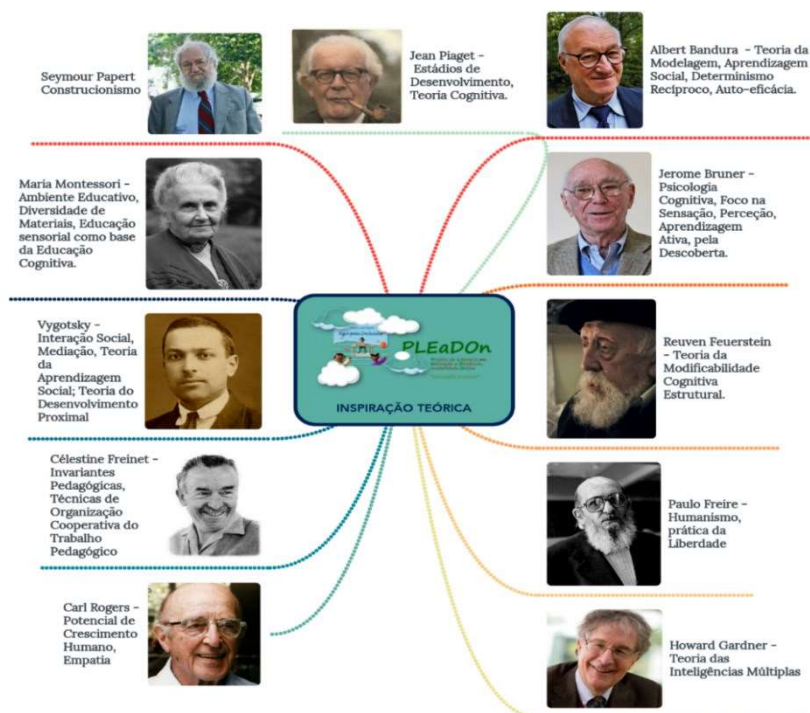 Seymour Papert
Construcionismo
Jean Piaget –
Estádios de
Desenvolvimento,
Teoria Cognitiva.
Albert Bandura – Teoria da
Modelagem, Aprendizagem
Social, Determinismo
Recíproco, Auto-eficácia.
Maria Montessori –
Ambiente Educativo,
Diversidade de
Materiais, Educação
sensorial como base
da Educação
Cognitiva.
Jerome Bruner –
Psicologia
Cognitiva, Foco na
Sensação, Perceção,
Aprendizagem
Ativa, pela
Descoberta.
Vygotsky –
Interação Social,
Mediação, Teoria
da
Aprendizagem
Social; Teoria do
Desenvolvimento
Proximal
PLEaDOn
INSPIRAÇÃO TEÓRICA
Reuven Feuerstein
– Teoria da
Modificabilidade
Cognitiva
Estrutural.
Célestine Freinet –
Invariantes
Pedagógicas,
Técnicas de
Organização
Cooperativa do
Trabalho
Pedagógico
Paulo Freire –
Humanismo,
prática da
Liberdade
Carl Rogers –
Potencial de
Crescimento
Humano,
Empatia
Howard Gardner –
Teoria das
Inteligências Múltiplas